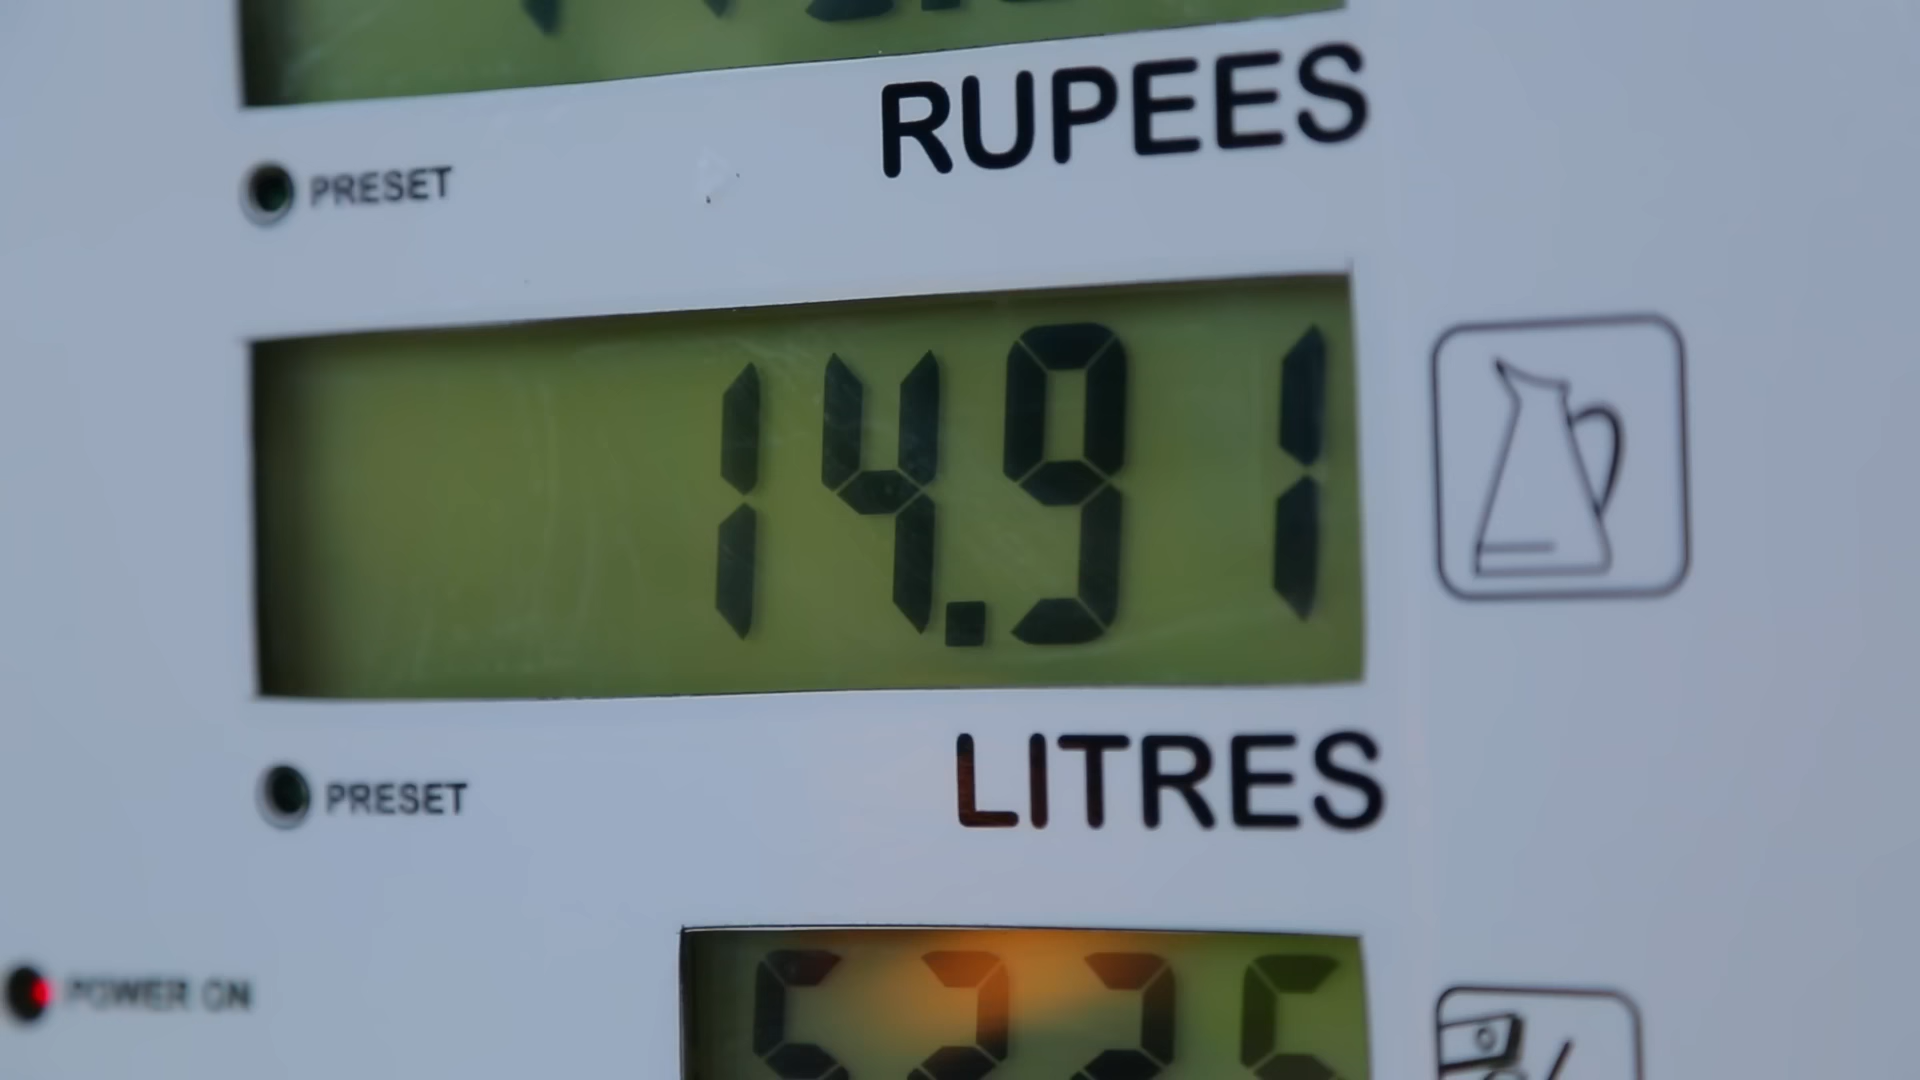 RUPEES
PRESET
14.91
LITRES
PRESET
POWER ON